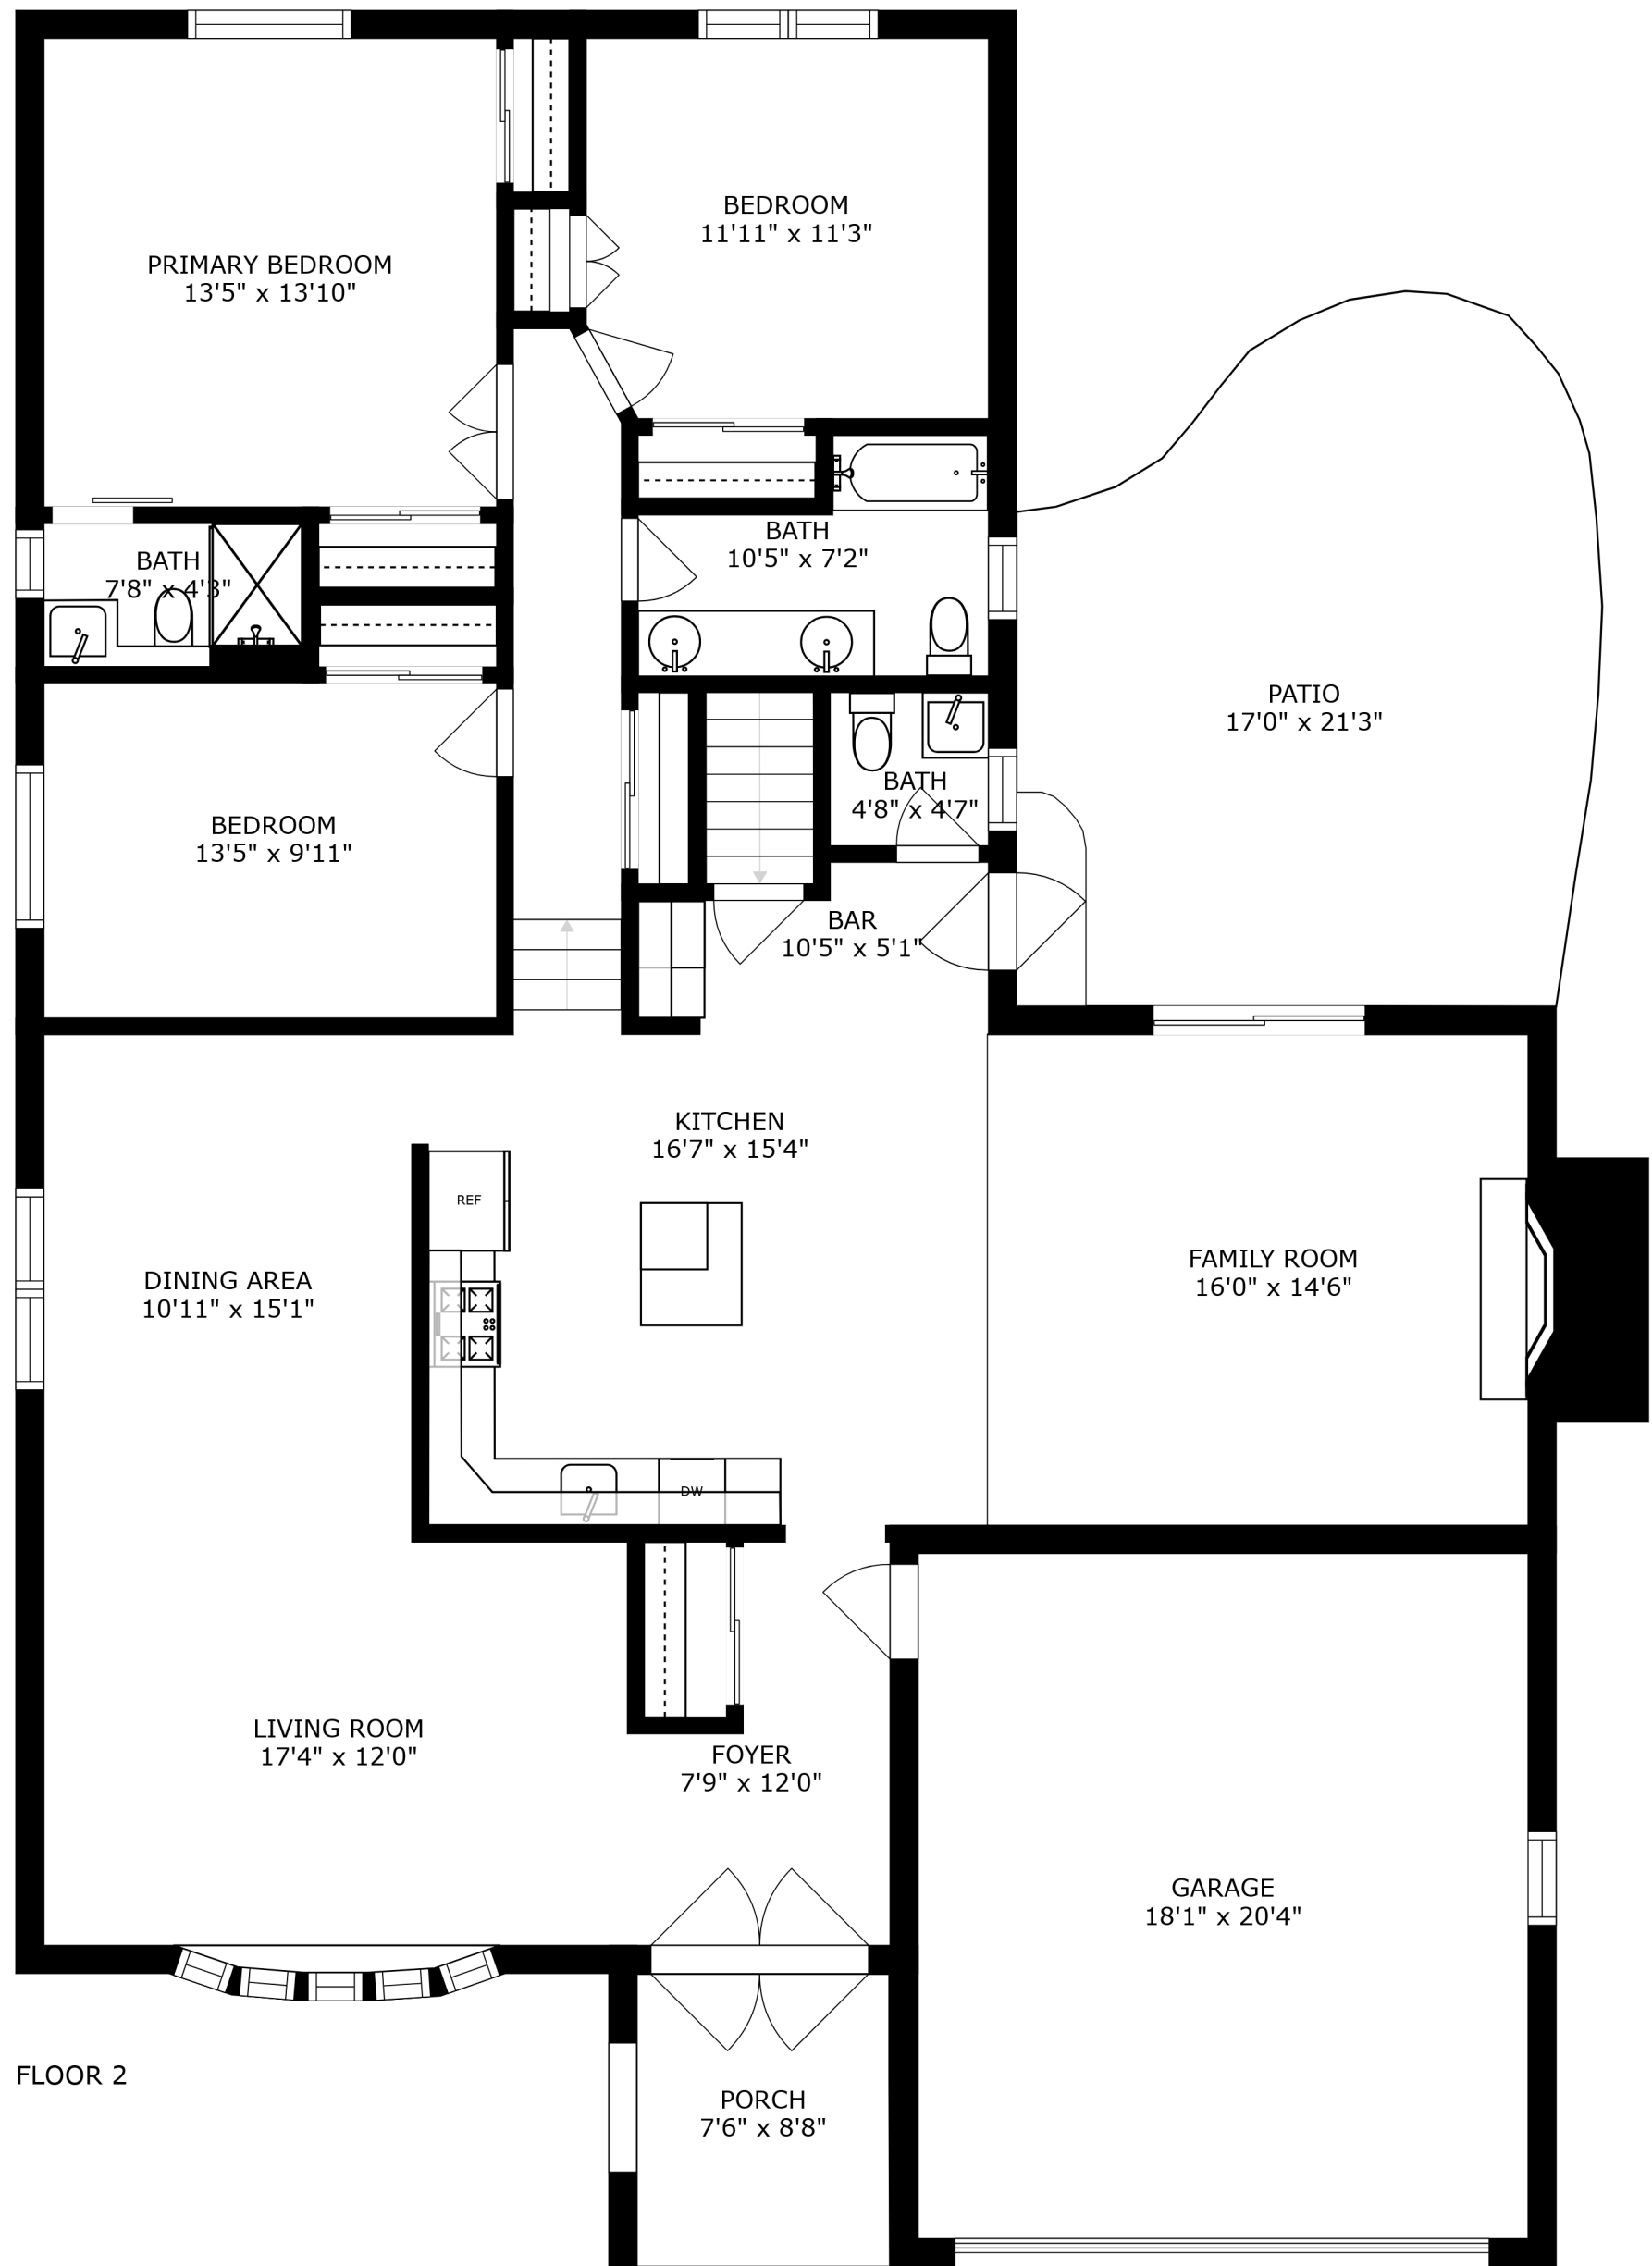 BEDROOM
11'11" x 11'3"
PRIMARY BEDROOM
13'5" x 13'10"
BATH
10'5" x 7'2"
BATH
7'8" x 4'3"
PATIO
17'0" x 21'3"
BATH
4'8" x 4'7"
BEDROOM
13'5" x 9'11"
BAR
10'5" x 5'1"
KITCHEN
16'7" x 15'4"
REF
FAMILY ROOM
16'0" x 14'6"
DINING AREA
10'11" x 15'1"
DW
LIVING ROOM
17'4" x 12'0"
FOYER
7'9" x 12'0"
GARAGE
18'1" x 20'4"
FLOOR 2
PORCH
7'6" x 8'8"